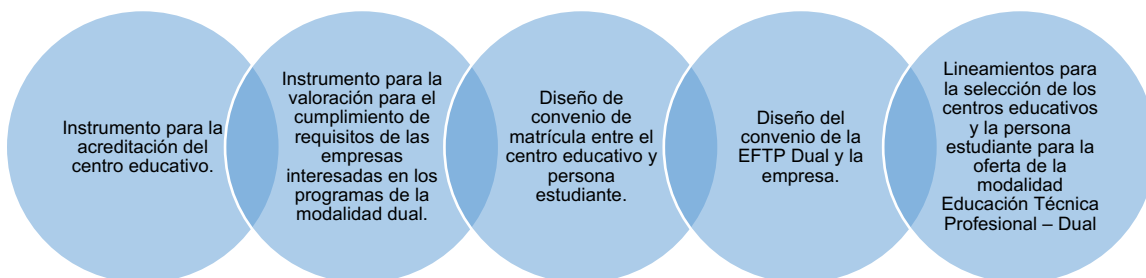 Instrumento para la
acreditación del
centro educativo.
Instrumento para la
valoración para el
cumplimiento de
requisitos de las
empresas
interesadas en los
programas de la
modalidad dual.
Diseño de
convenio de
matrícula entre el
centro educativo y
persona
estudiante.
Diseño del
convenio de la
EFTP Dual y la
empresa.
Lineamientos para
la selección de los
centros educativos
y la persona
estudiante para la
oferta de la
modalidad
Educación Técnica
Profesional – Dual